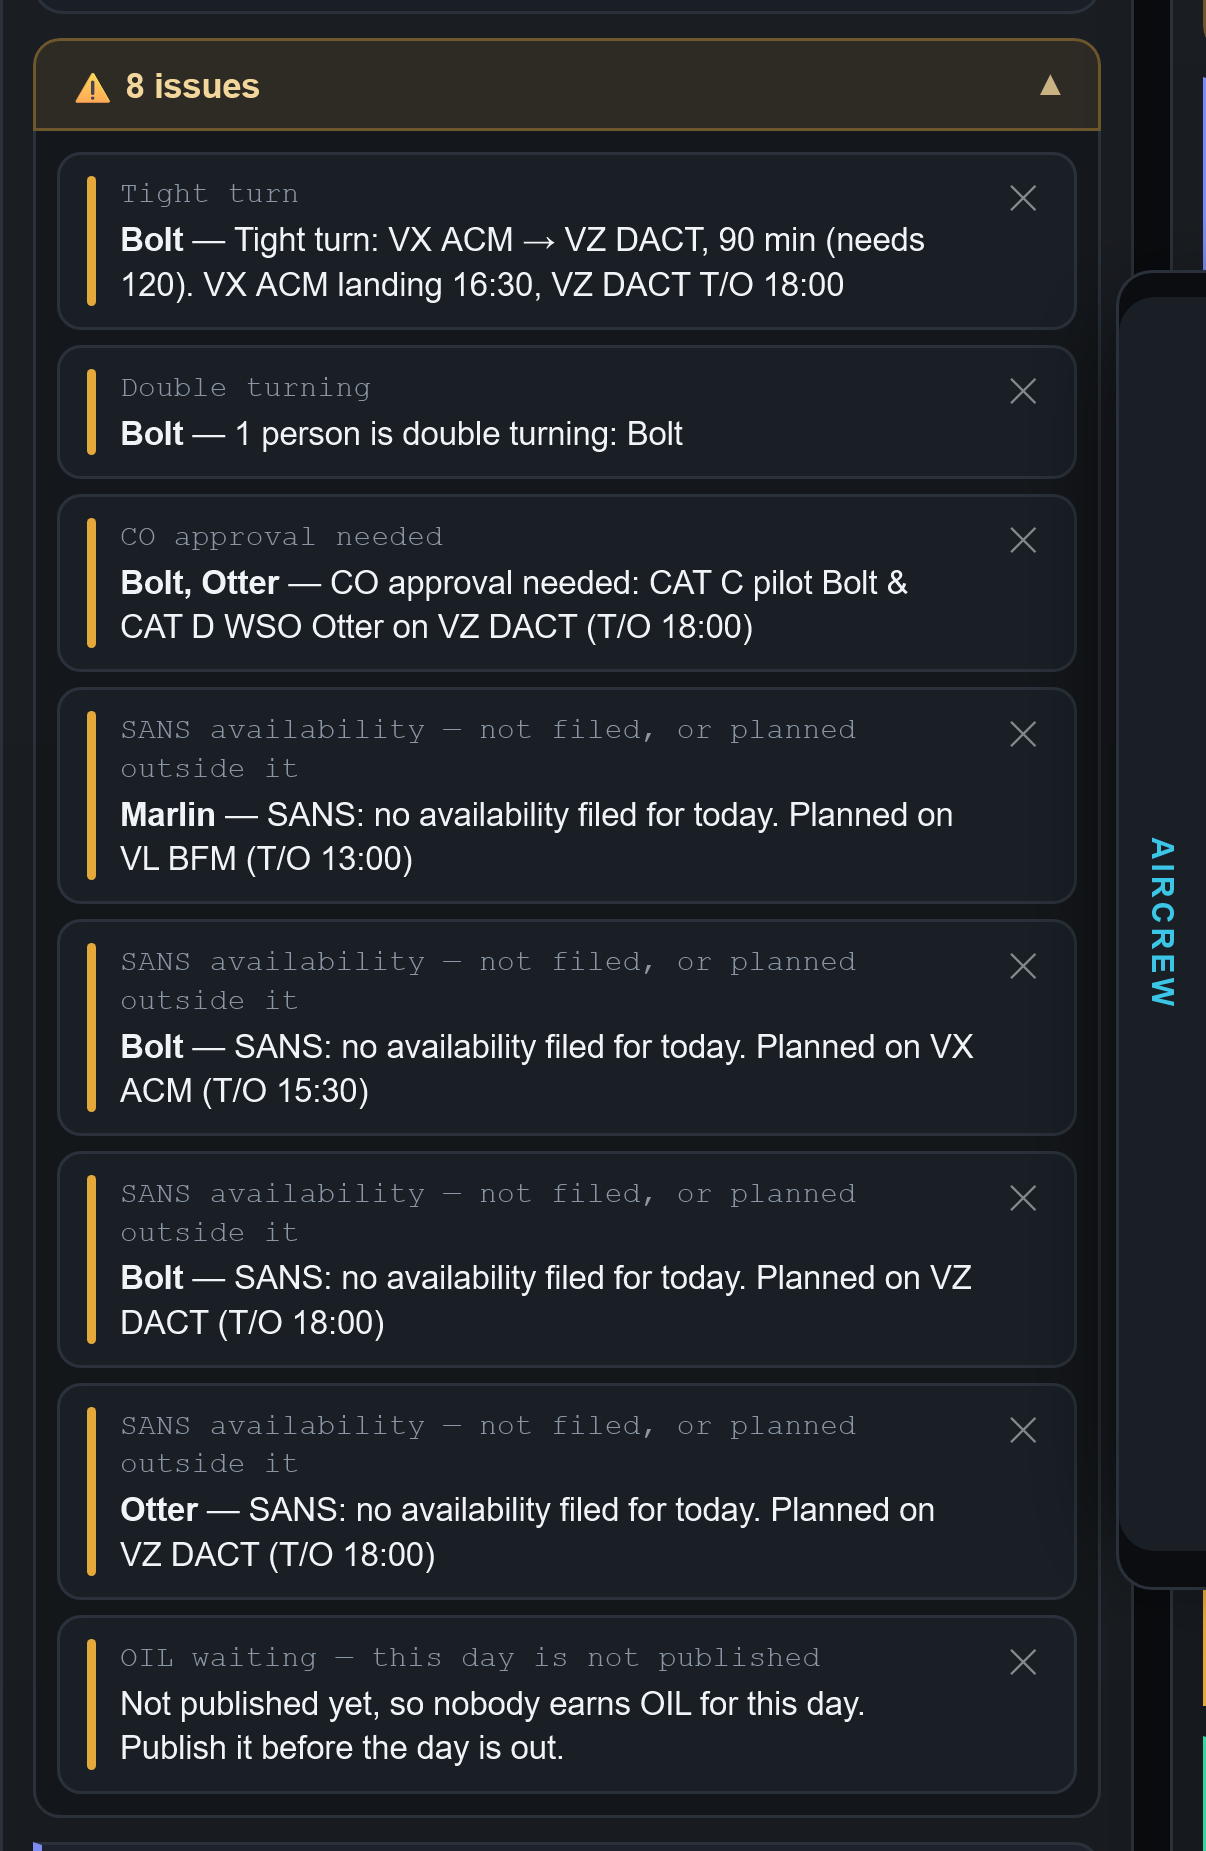 ⚠️ 8 issues ▲
Tight turn
Bolt — Tight turn: VX ACM → VZ DACT, 90 min (needs
120). VX ACM landing 16:30, VZ DACT T/O 18:00
Double turning
Bolt — 1 person is double turning: Bolt
CO approval needed
Bolt, Otter — CO approval needed: CAT C pilot Bolt &
CAT D WSO Otter on VZ DACT (T/O 18:00)
SANS availability — not filed, or planned
outside it
Marlin — SANS: no availability filed for today. Planned on
VL BFM (T/O 13:00)
SANS availability — not filed, or planned
outside it
Bolt — SANS: no availability filed for today. Planned on VX
ACM (T/O 15:30)
SANS availability — not filed, or planned
outside it
Bolt — SANS: no availability filed for today. Planned on VZ
DACT (T/O 18:00)
SANS availability — not filed, or planned
outside it
Otter — SANS: no availability filed for today. Planned on
VZ DACT (T/O 18:00)
OIL waiting — this day is not published
Not published yet, so nobody earns OIL for this day.
Publish it before the day is out.
AIRCREW